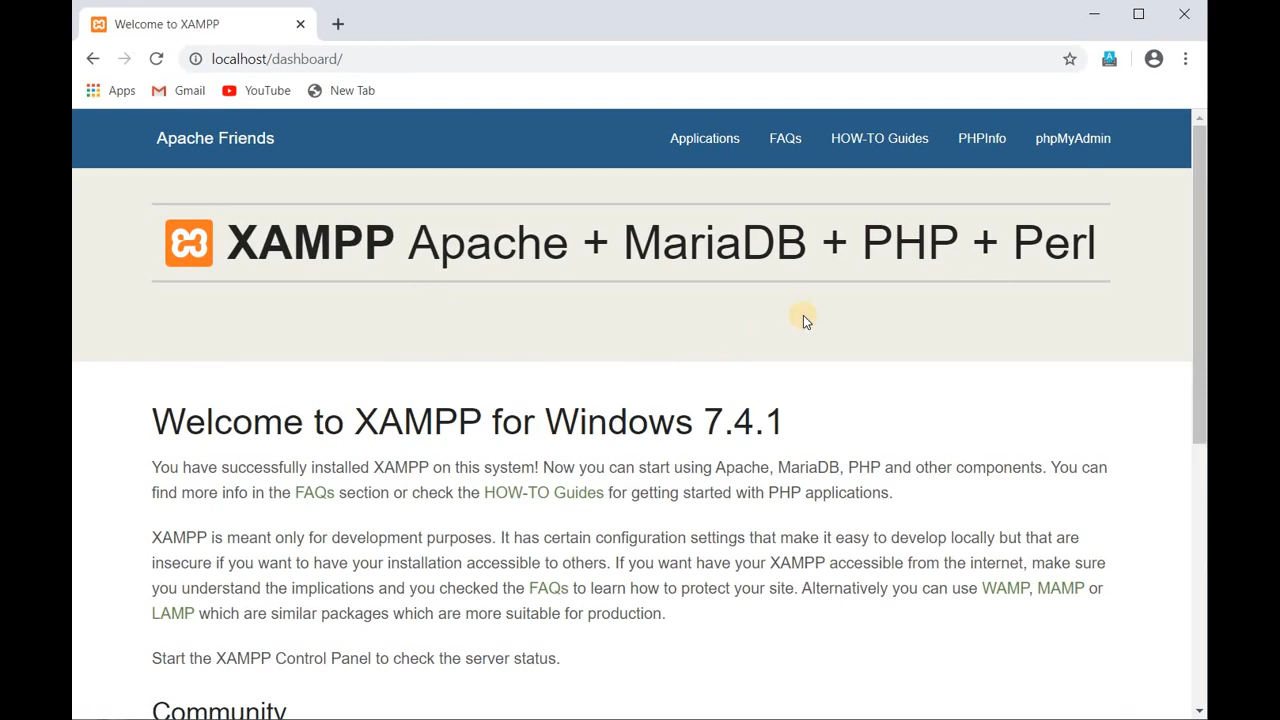 Welcome to XAMPP
localhost/dashboard/
Apps Gmail YouTube New Tab
Apache Friends Applications FAQs HOW-TO Guides PHPInfo phpMyAdmin
XAMPP Apache + MariaDB + PHP + Perl
Welcome to XAMPP for Windows 7.4.1
You have successfully installed XAMPP on this system! Now you can start using Apache, MariaDB, PHP and other components. You can
find more info in the FAQs section or check the HOW-TO Guides for getting started with PHP applications.
XAMPP is meant only for development purposes. It has certain configuration settings that make it easy to develop locally but that are
insecure if you want to have your installation accessible to others. If you want have your XAMPP accessible from the internet, make sure
you understand the implications and you checked the FAQs to learn how to protect your site. Alternatively you can use WAMP, MAMP or
LAMP which are similar packages which are more suitable for production.
Start the XAMPP Control Panel to check the server status.
Community